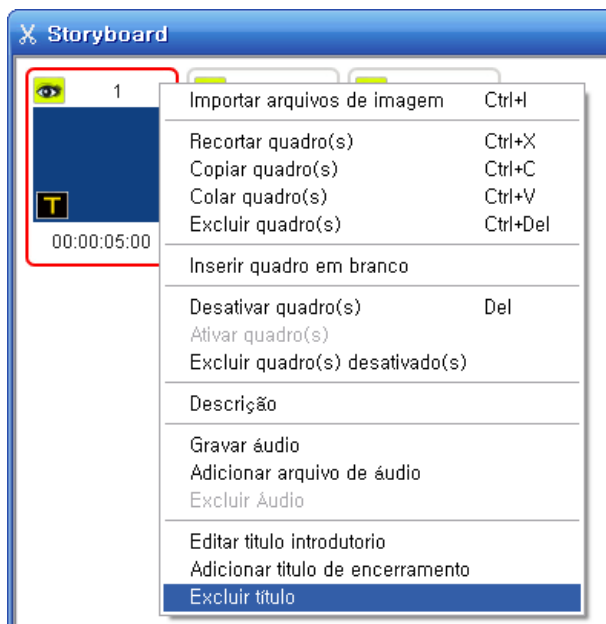 Storyboard
1
T
00:00:05:00
Importar arquivos de imagem Ctrl+I
Recortar quadro(s) Ctrl+X
Copiar quadro(s) Ctrl+C
Colar quadro(s) Ctrl+V
Excluir quadro(s) Ctrl+Del
Inserir quadro em branco
Desativar quadro(s) Del
Ativar quadro(s)
Excluir quadro(s) desativado(s)
Descrição
Gravar áudio
Adicionar arquivo de áudio
Excluir Áudio
Editar titulo introdutorio
Adicionar titulo de encerramento
Excluir título